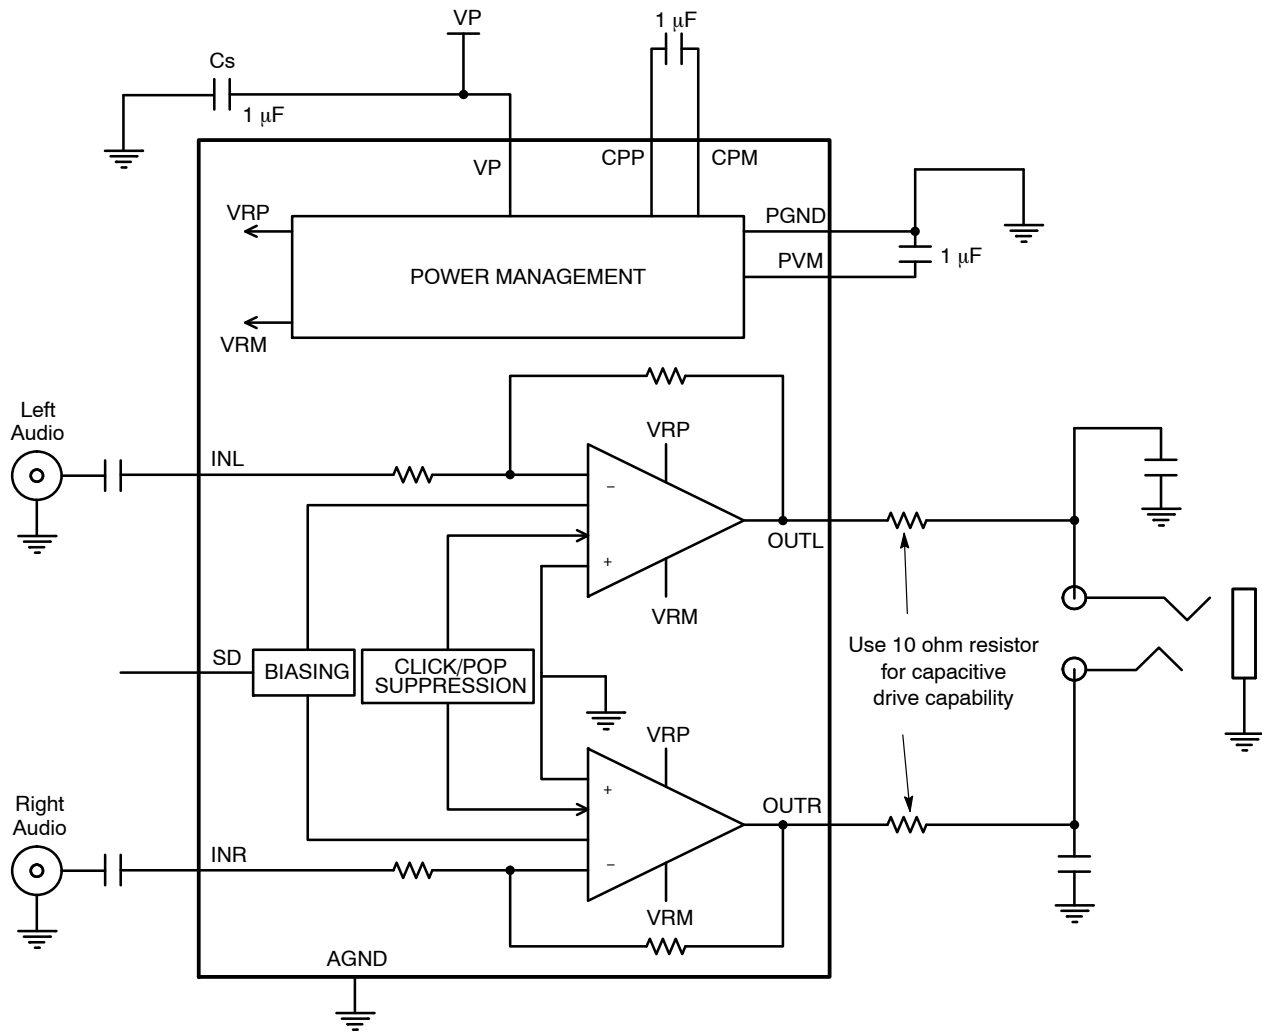 VP
1 μF
Cs
1 μF
VP
CPP
CPM
VRP
PGND
POWER MANAGEMENT
PVM
1 μF
VRM
Left
Audio
INL
VRP
−
+
OUTL
VRM
SD
BIASING
CLICK/POP
SUPPRESSION
Use 10 ohm resistor
for capacitive
drive capability
VRP
+
OUTR
Right
Audio
INR
−
VRM
AGND